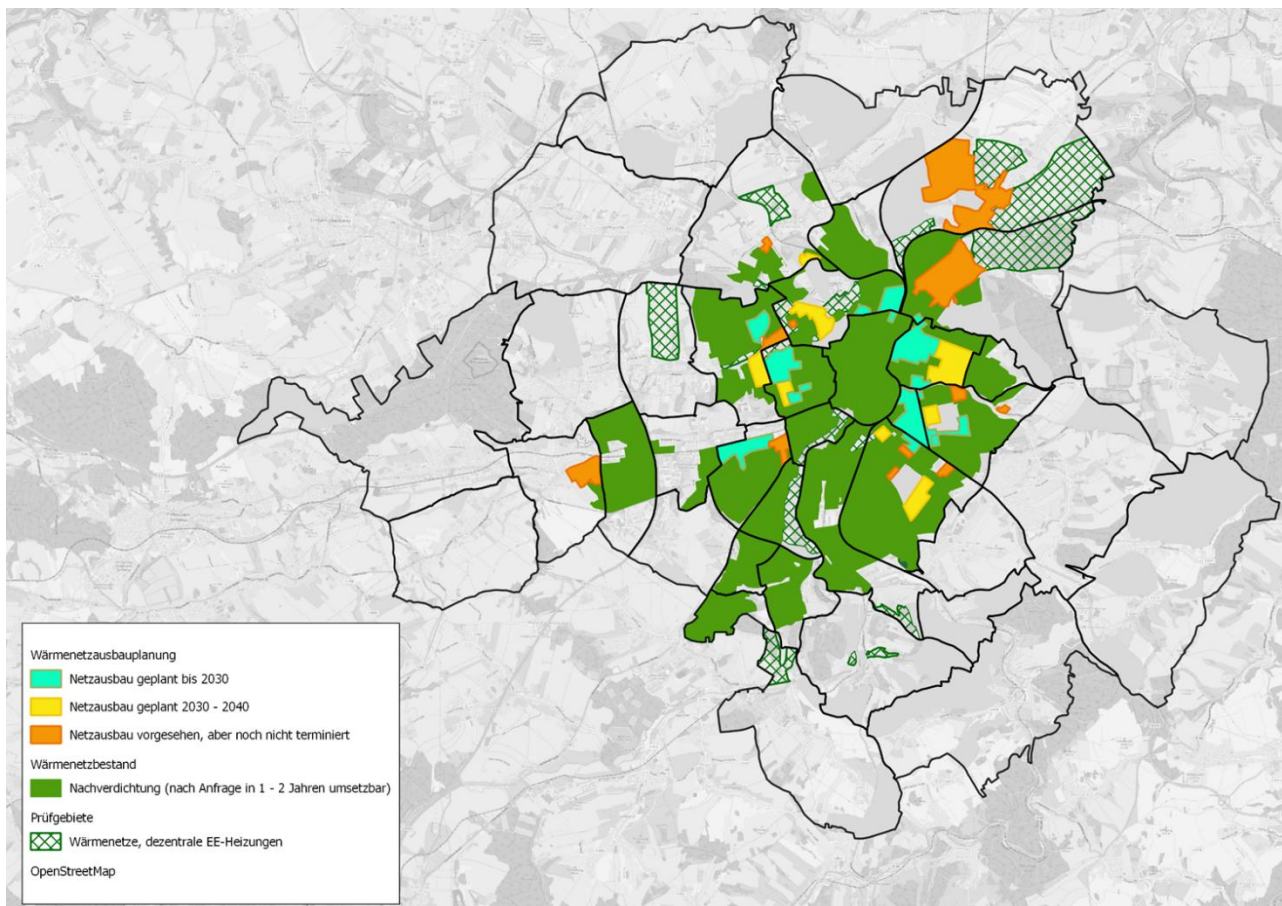 Wärmenetzausbauplanung
Netzausbau geplant bis 2030
Netzausbau geplant 2030 - 2040
Netzausbau vorgesehen, aber noch nicht terminiert
Wärmenetzbestand
Nachverdichtung (nach Anfrage in 1 - 2 Jahren umsetzbar)
Prüfgebiete
Wärmenetze, dezentrale EE-Heizungen
OpenStreetMap